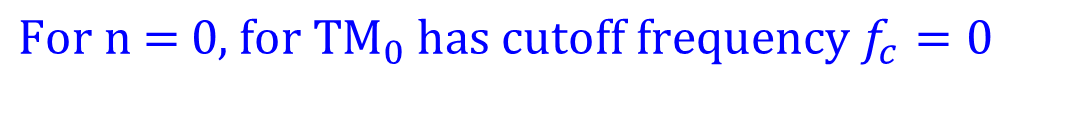 For n = 0, for TM₀ has cutoff frequency f_c = 0